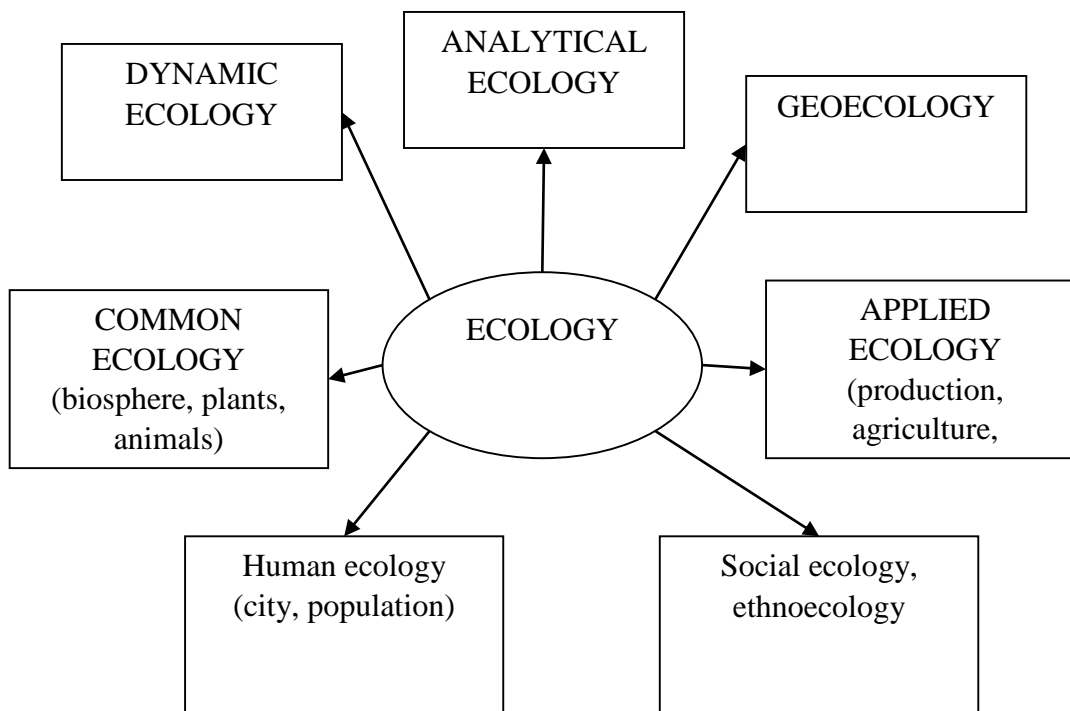 DYNAMIC
ECOLOGY
ANALYTICAL
ECOLOGY
GEOECOLOGY
COMMON
ECOLOGY
(biosphere, plants,
animals)
ECOLOGY
APPLIED
ECOLOGY
(production,
agriculture,
Human ecology
(city, population)
Social ecology,
ethnoecology